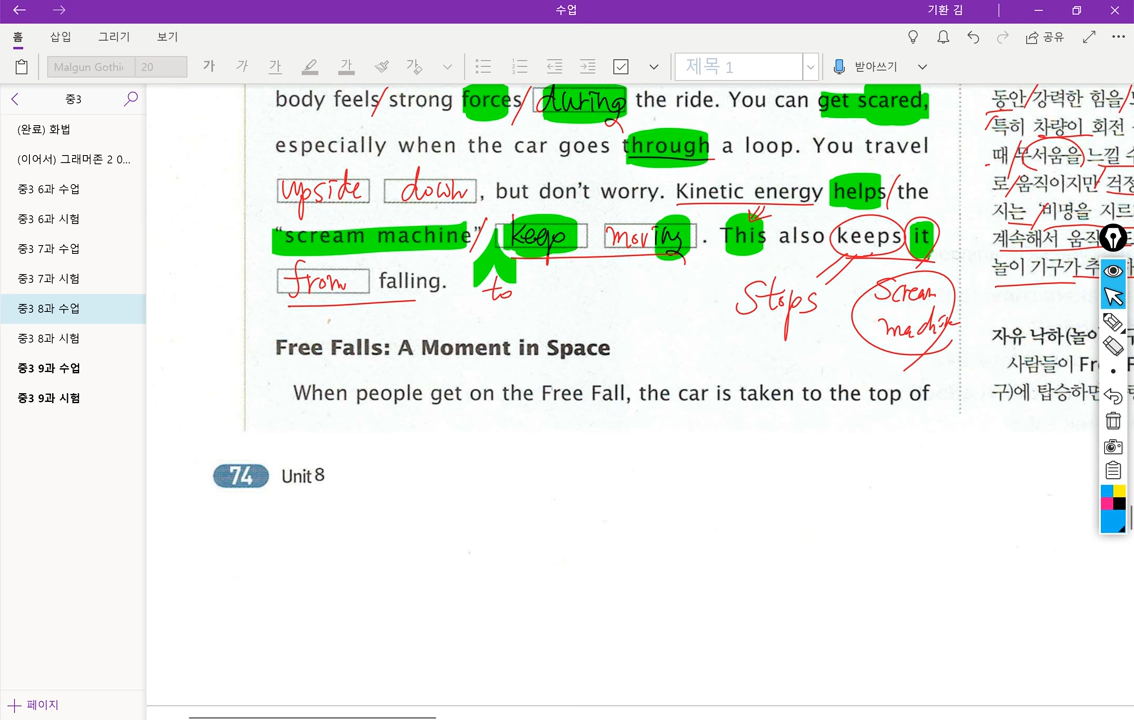 수업
기환 김
홈 삽입 그리기 보기
공유
Malgun Gothi 20
가 가 가 가
제목 1
받아쓰기
중3
(완료) 화법
(이어서) 그래머존 2 0...
중3 6과 수업
중3 6과 시험
중3 7과 수업
중3 7과 시험
중3 8과 수업
중3 8과 시험
중3 9과 수업
중3 9과 시험
페이지
body feels/ strong forces/ during the ride. You can get scared,
especially when the car goes through a loop. You travel
upside down, but don't worry. Kinetic energy helps/ the
"scream machine"/ keep moving. This also keeps it
to
from falling.
stops
scream
machine
Free Falls: A Moment in Space
When people get on the Free Fall, the car is taken to the top of
74 Unit 8
동안/강력한 힘을/
특히 차량이 회전
때/무서움을/느낄
로/움직이지만/걱정
지는/"비명을 지르
계속해서 움직
놀이 기구가 추
자유 낙하(놀이
사람들이 Fr
구)에 탑승하면